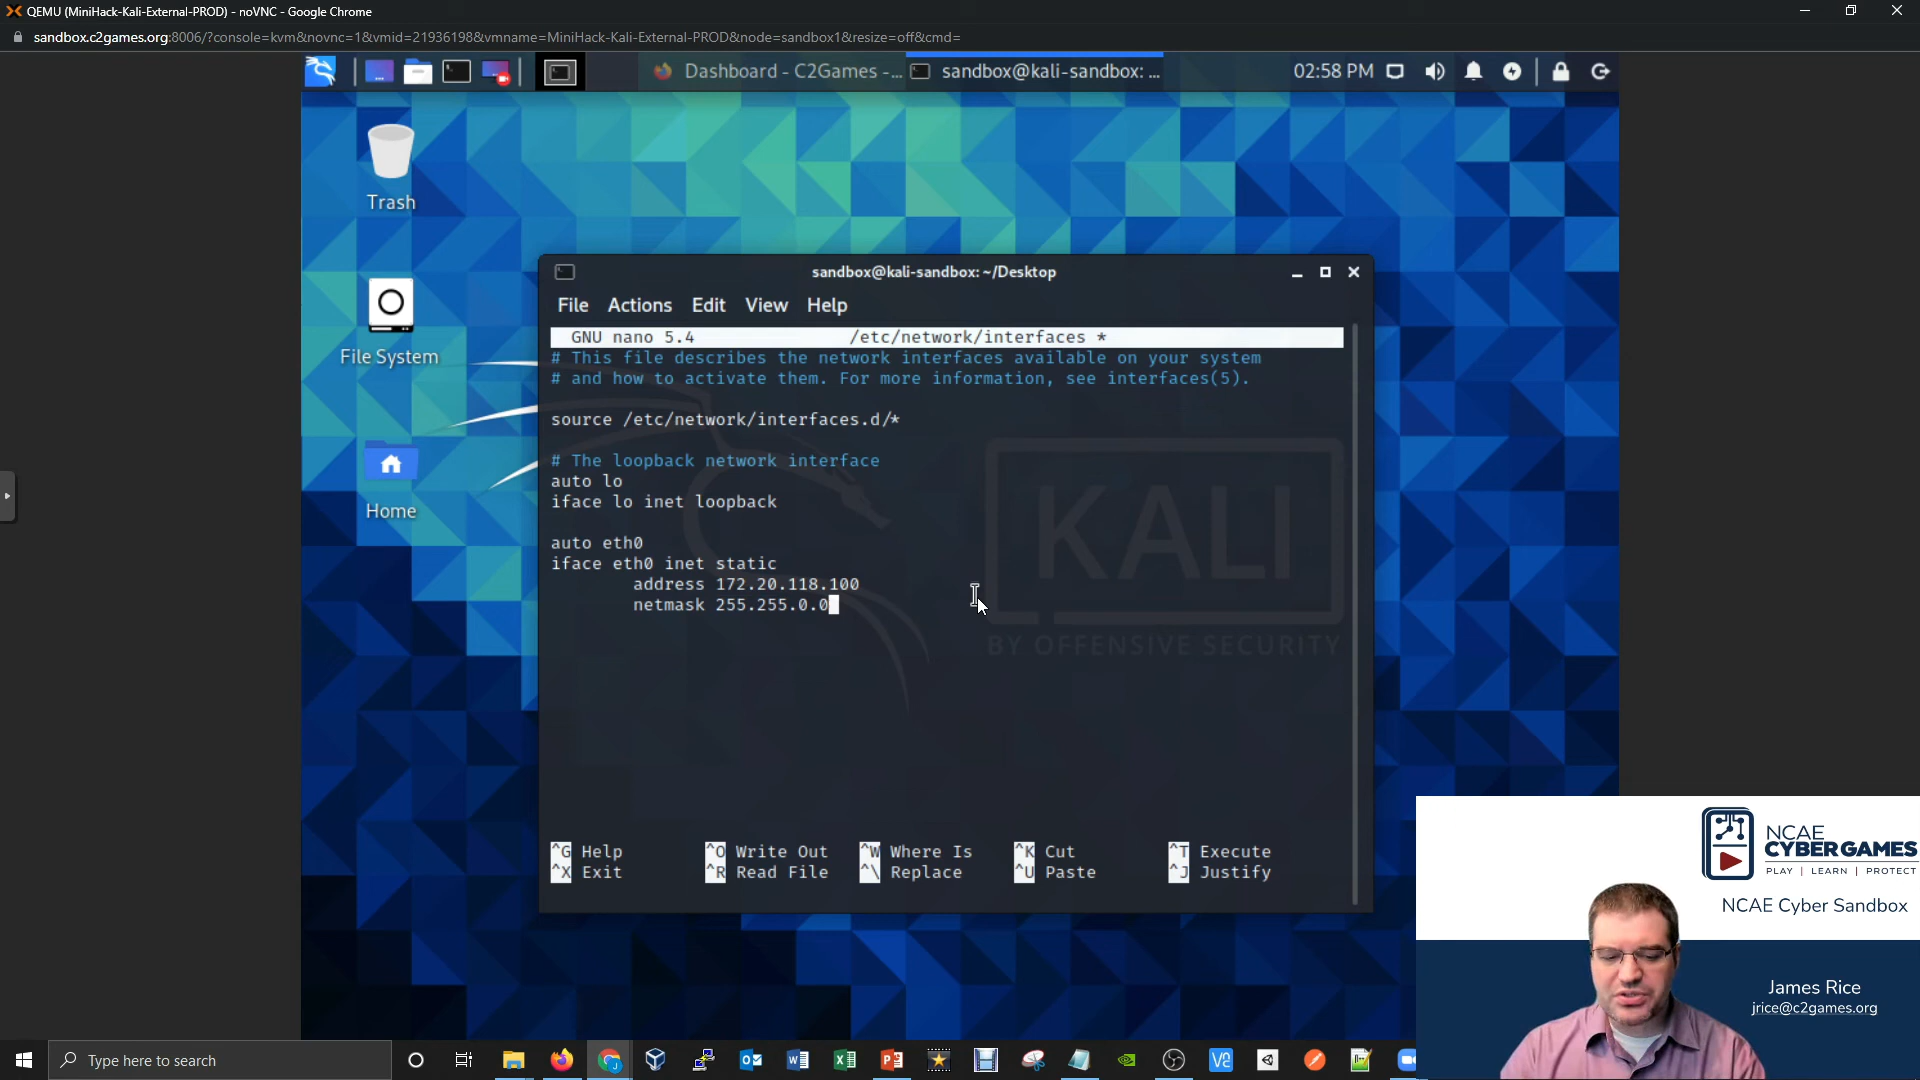 QEMU (MiniHack-Kali-External-PROD) - noVNC - Google Chrome
sandbox.c2games.org:8006/?console=kvm&novnc=1&vmid=21936198&vmname=MiniHack-Kali-External-PROD&node=sandbox1&resize=off&cmd=
Dashboard - C2Games -...
sandbox@kali-sandbox: ...
02:58 PM
Trash
File System
Home
sandbox@kali-sandbox: ~/Desktop
File Actions Edit View Help
GNU nano 5.4 /etc/network/interfaces *
# This file describes the network interfaces available on your system
# and how to activate them. For more information, see interfaces(5).
source /etc/network/interfaces.d/*
# The loopback network interface
auto lo
iface lo inet loopback
auto eth0
iface eth0 inet static
address 172.20.118.100
netmask 255.255.0.0
KALI
BY OFFENSIVE SECURITY
^G Help ^O Write Out ^W Where Is ^K Cut ^T Execute
^X Exit ^R Read File ^\ Replace ^U Paste ^J Justify
NCAE
CYBERGAMES
PLAY | LEARN | PROTECT
NCAE Cyber Sandbox
James Rice
jrice@c2games.org
Type here to search